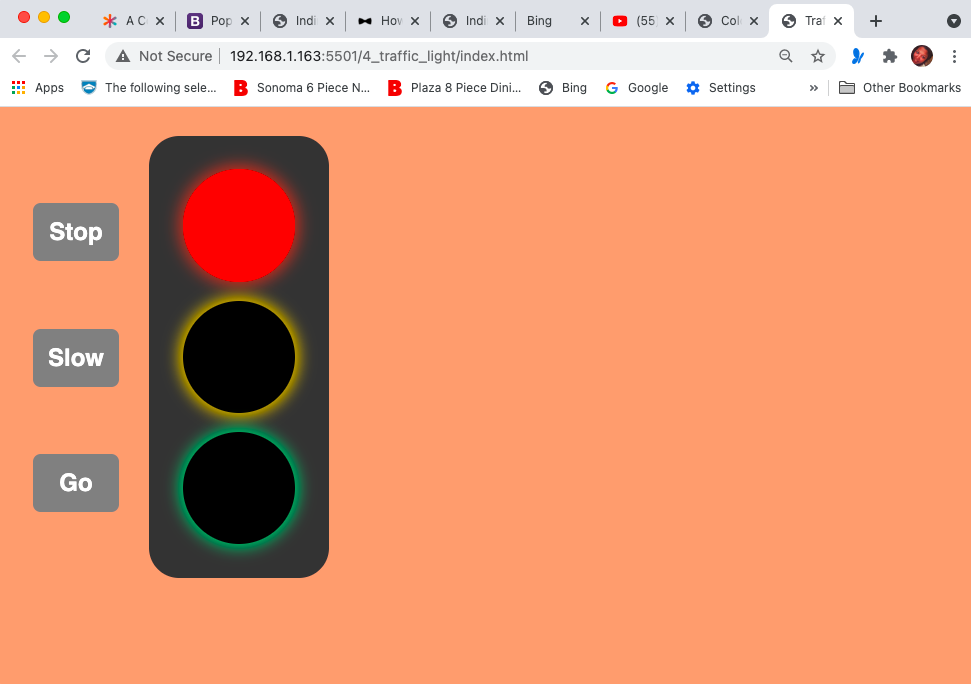 A C
Pop
Indi
How
Indi
Bing
(55
Col
Traf
Not Secure 192.168.1.163:5501/4_traffic_light/index.html
Apps
The following sele...
B Sonoma 6 Piece N...
B Plaza 8 Piece Dini...
Bing
Google
Settings
»
Other Bookmarks
Stop
Slow
Go